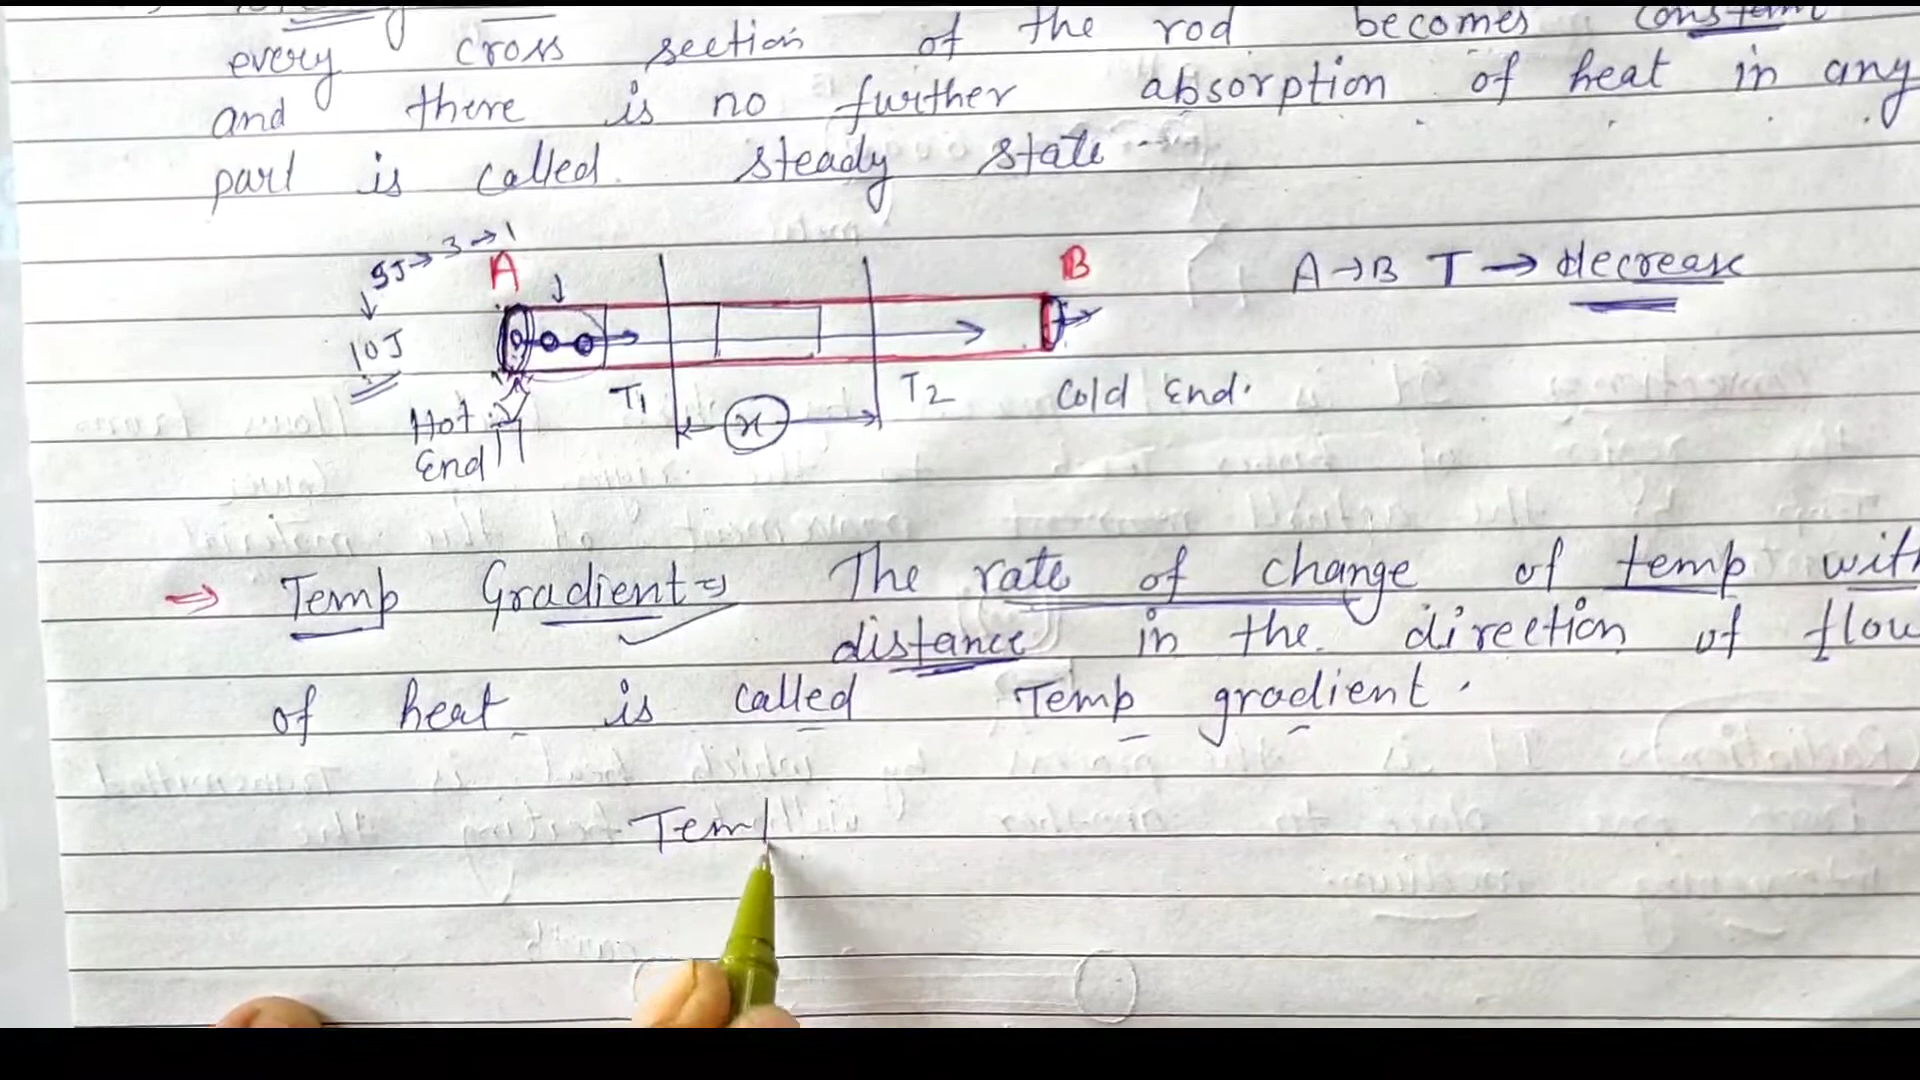 every cross section of the rod becomes constant
and there is no further absorption of heat in any
part is called steady state
5J→ 3 → 1
A
B
A→B T → decrease
10J
T1
x
T2
Cold End.
Hot
End
⇒ Temp Gradient ⇒ The rate of change of temp with
distance in the direction of flow
of heat is called Temp gradient.
Tem